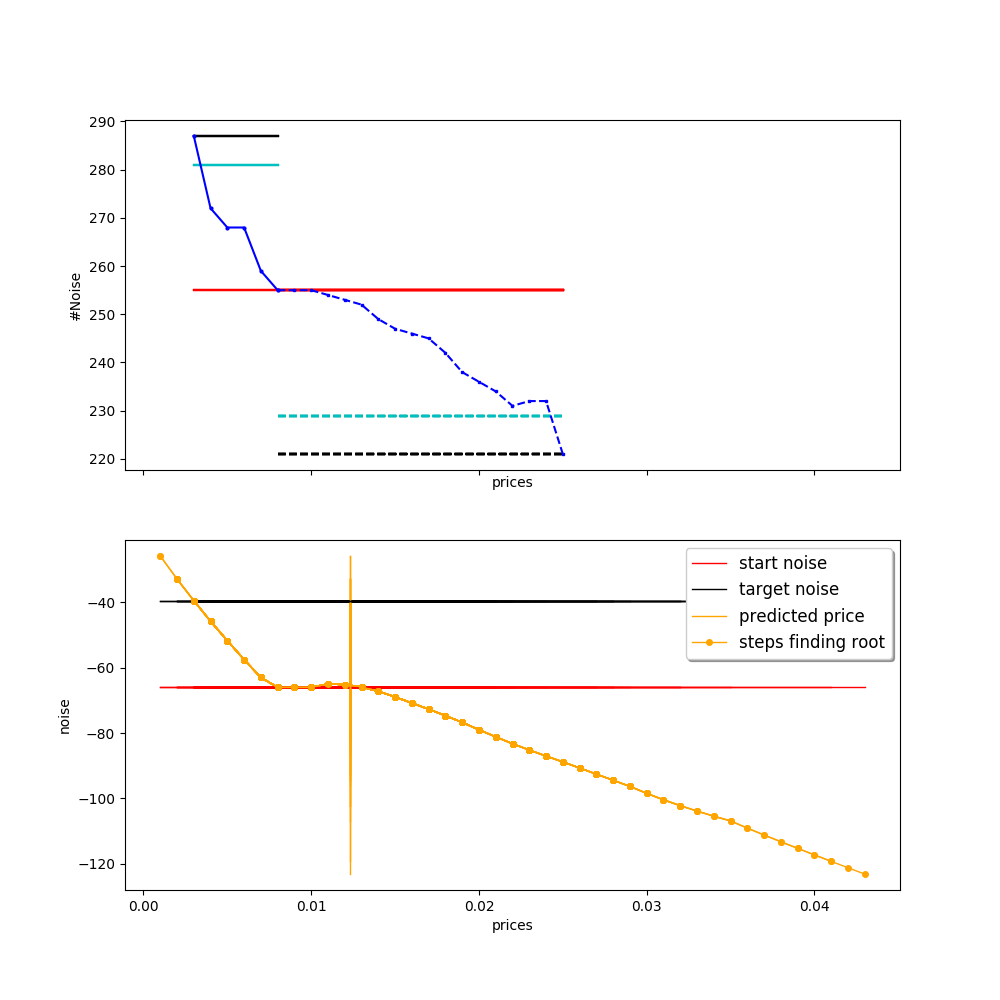 290
280
270
260
250
240
230
220
#Noise
prices
start noise
target noise
predicted price
steps finding root
−40
−60
−80
−100
−120
noise
0.00 0.01 0.02 0.03 0.04
prices